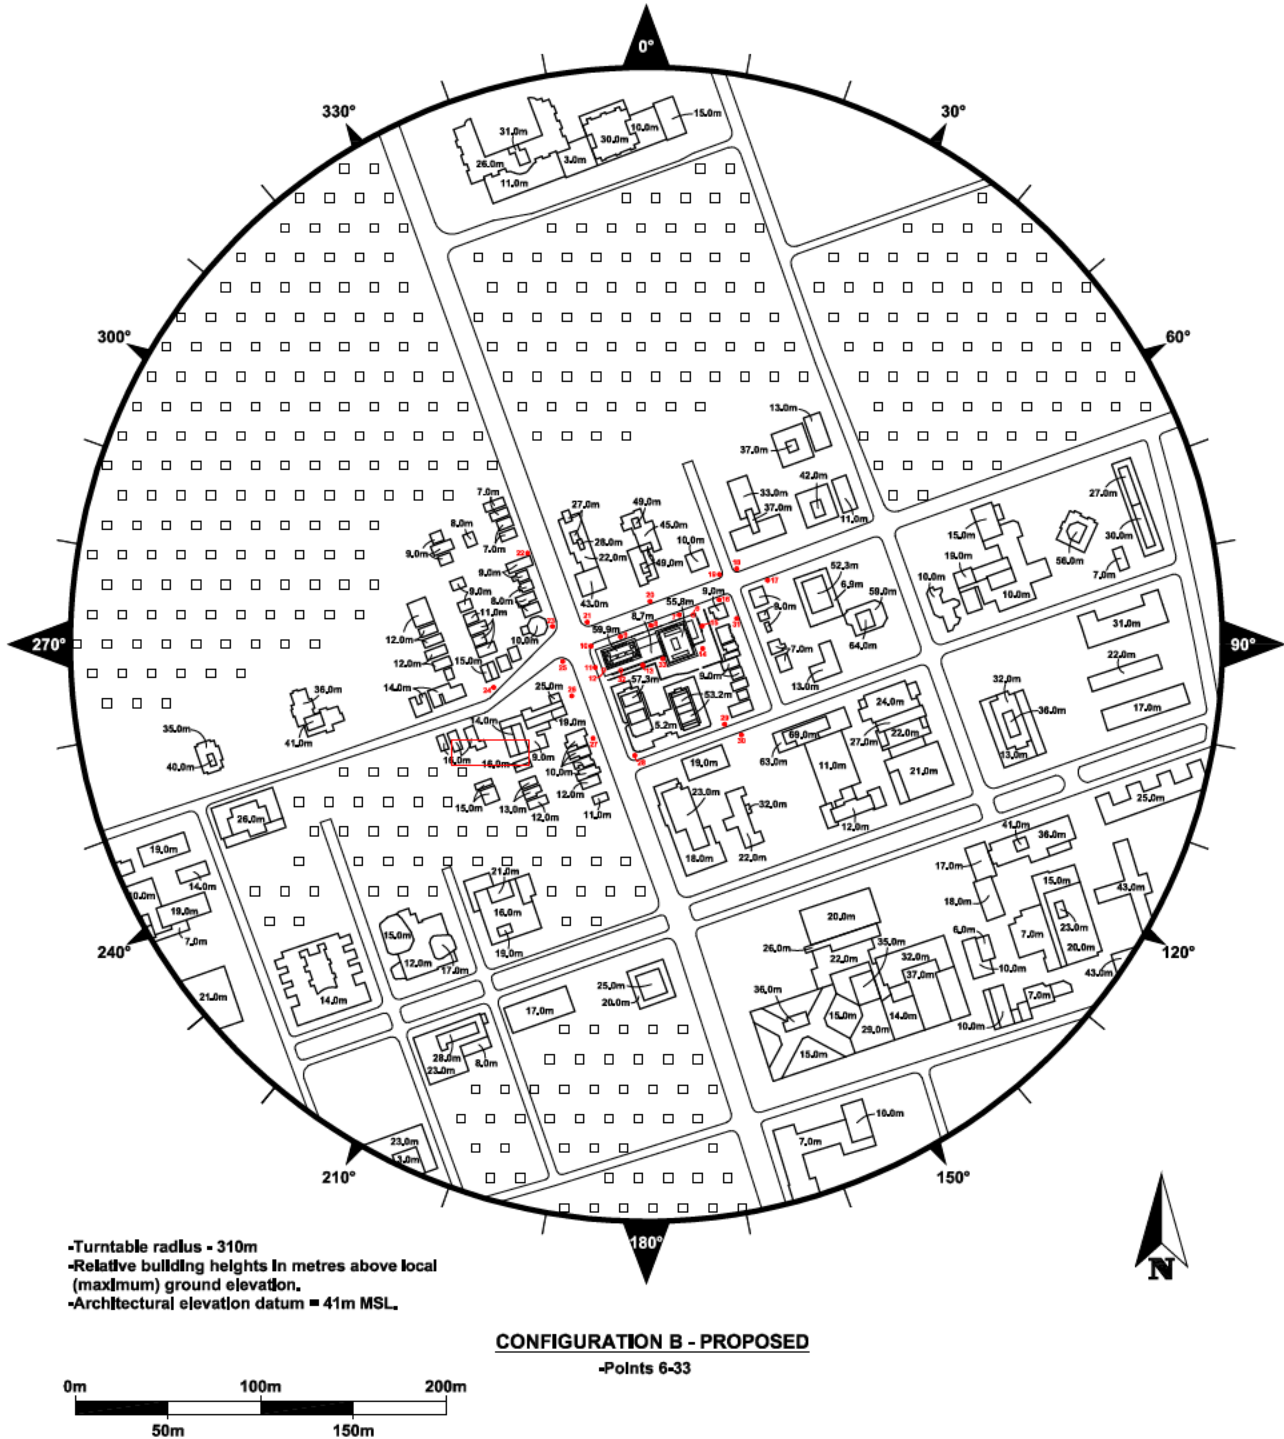 0°
330°
30°
31.0m
15.0m
30.0m
10.0m
26.0m
3.0m
11.0m
300°
60°
13.0m
37.0m
42.0m
33.0m
37.0m
11.0m
27.0m
7.0m
27.0m
49.0m
8.0m
45.0m
28.0m
10.0m
7.0m
22.0m
49.0m
9.0m
15.0m
30.0m
56.0m
19.0m
7.0m
10.0m
10.0m
9.0m
9.0m
8.0m
43.0m
52.3m
6.9m
59.0m
9.0m
9.0m
55.8m
8.7m
59.9m
11.0m
10.0m
12.0m
12.0m
15.0m
64.0m
7.0m
13.0m
31.0m
22.0m
17.0m
270°
90°
14.0m
36.0m
41.0m
35.0m
40.0m
25.0m
57.3m
53.2m
9.0m
5.2m
14.0m
19.0m
16.0m
16.0m
9.0m
10.0m
12.0m
15.0m
13.0m
12.0m
11.0m
24.0m
22.0m
27.0m
69.0m
63.0m
11.0m
21.0m
12.0m
32.0m
36.0m
13.0m
25.0m
19.0m
23.0m
32.0m
22.0m
18.0m
26.0m
19.0m
14.0m
19.0m
7.0m
21.0m
21.0m
16.0m
19.0m
15.0m
12.0m
17.0m
14.0m
41.0m
36.0m
17.0m
18.0m
15.0m
43.0m
23.0m
20.0m
7.0m
6.0m
10.0m
43.0m
7.0m
10.0m
20.0m
26.0m
22.0m
35.0m
32.0m
37.0m
36.0m
15.0m
29.0m
14.0m
15.0m
240°
120°
25.0m
20.0m
17.0m
28.0m
23.0m
8.0m
23.0m
10.0m
7.0m
210°
150°
180°
N
-Turntable radius - 310m
-Relative building heights in metres above local
(maximum) ground elevation.
-Architectural elevation datum = 41m MSL.
CONFIGURATION B - PROPOSED
-Points 6-33
0m 100m 200m
50m 150m